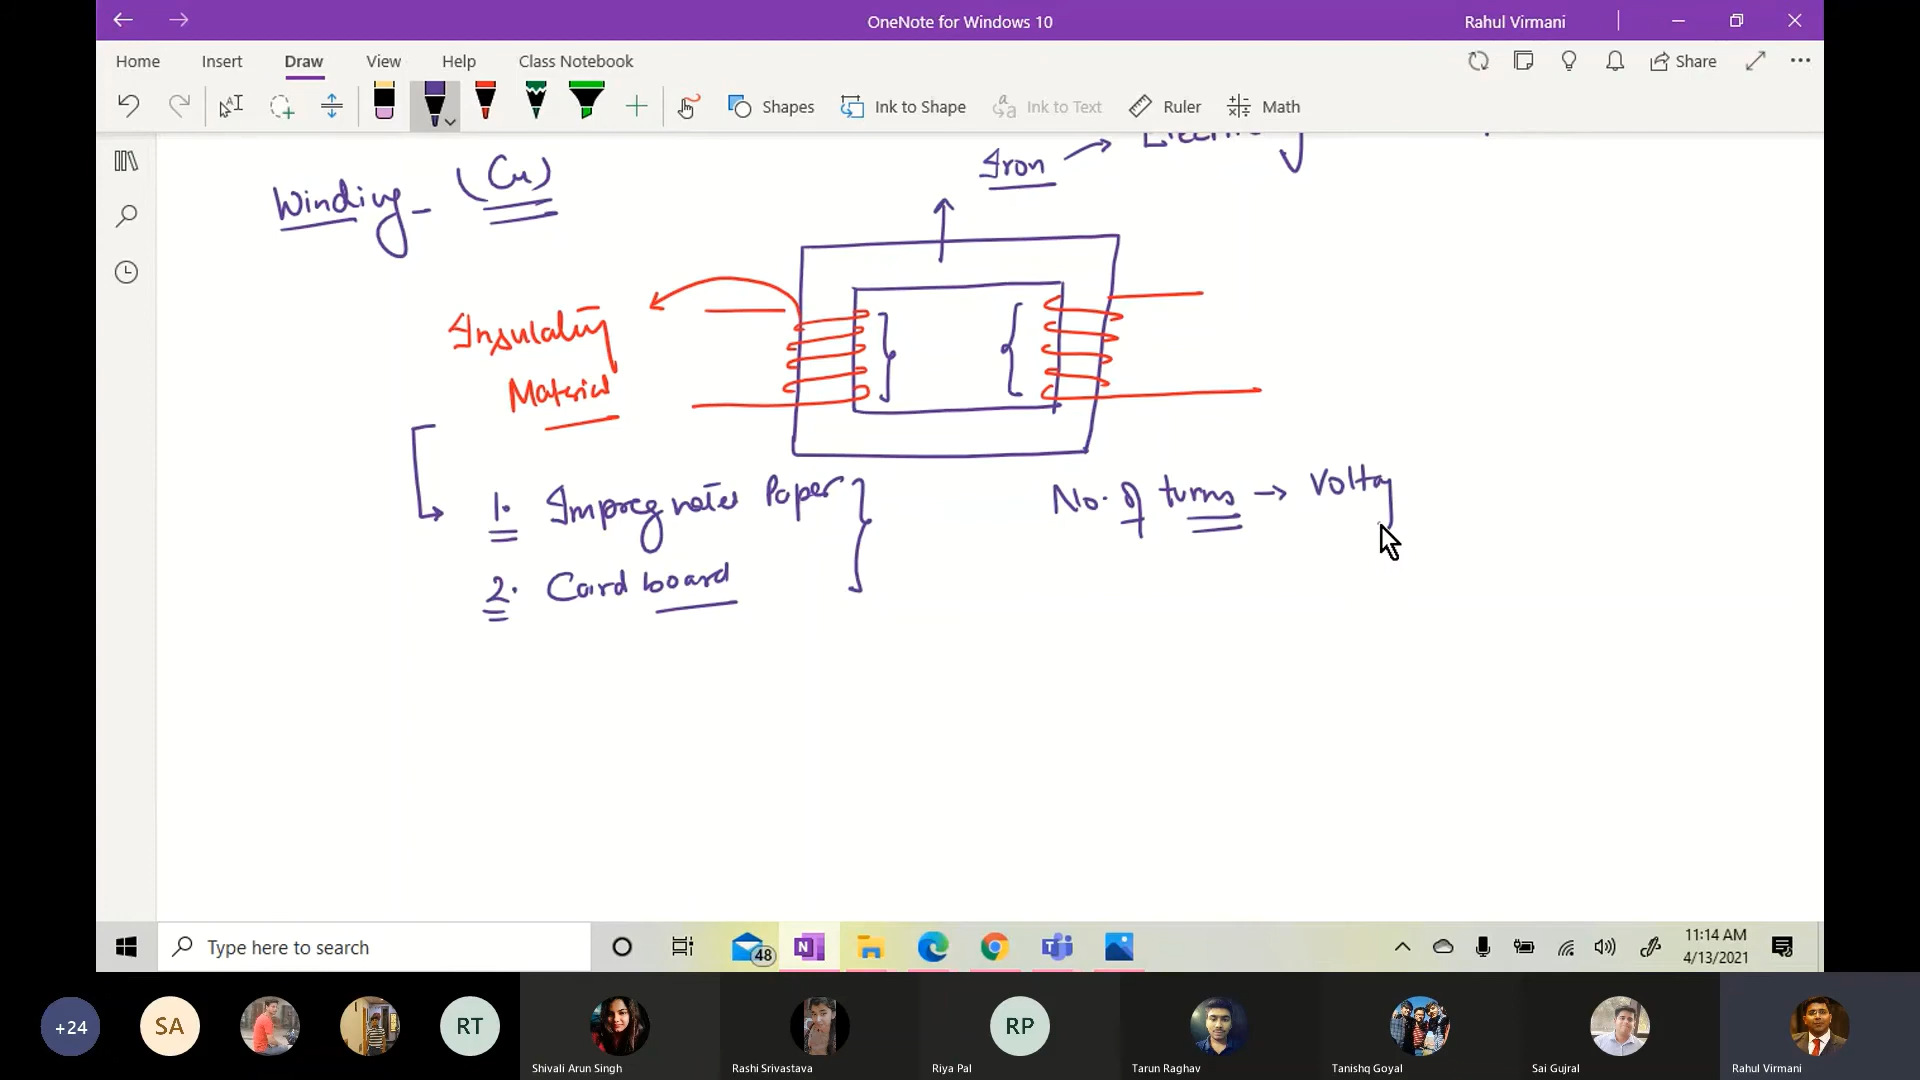 OneNote for Windows 10
Rahul Virmani
Home Insert Draw View Help Class Notebook
Share
Shapes Ink to Shape Ink to Text Ruler Math
Iron
Winding - (Cu)
Insulating
Material
1. Impregnated Paper
No. of turns → Voltag
2. Card board
Type here to search
48
11:14 AM
4/13/2021
+24
SA
RT
RP
Shivali Arun Singh
Rashi Srivastava
Riya Pal
Tarun Raghav
Tanishq Goyal
Sai Gujral
Rahul Virmani